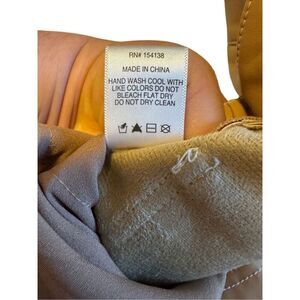 RN# 154138
MADE IN CHINA
HAND WASH COOL WITH
LIKE COLORS DO NOT
BLEACH FLAT DRY
DO NOT DRY CLEAN